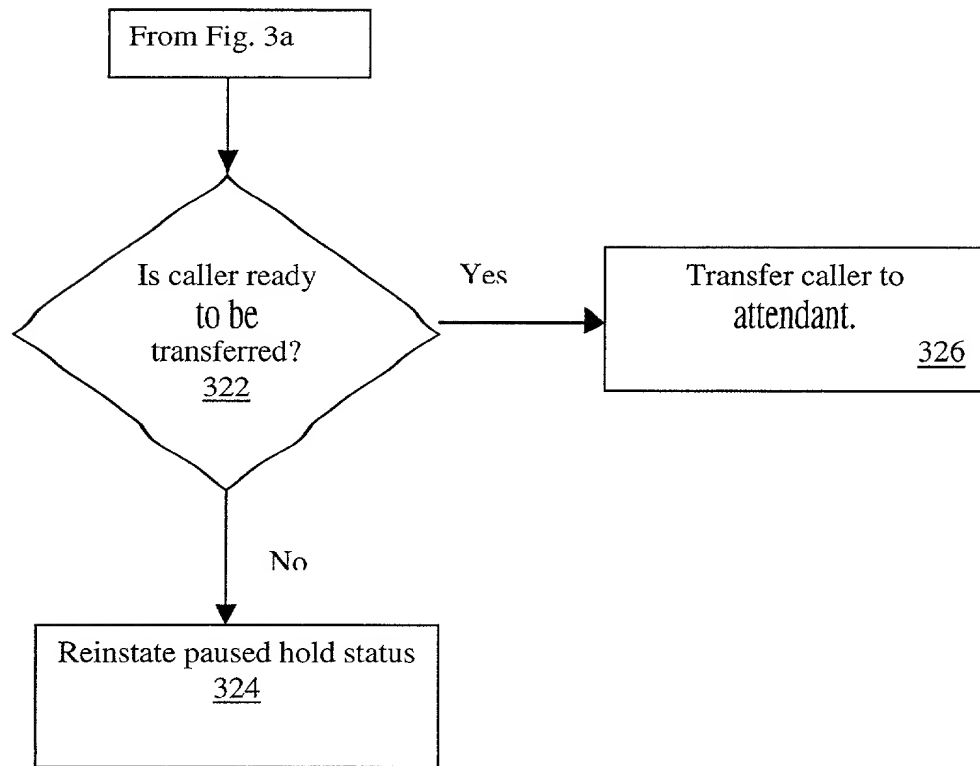 From Fig. 3a
Is caller ready
to be
transferred?
322
Yes
Transfer caller to
attendant.
326
No
Reinstate paused hold status
324